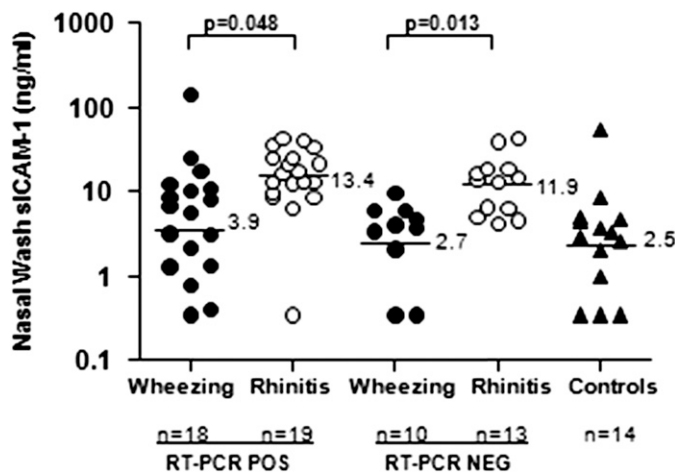 p=0.048 p=0.013
Nasal Wash sICAM-1 (ng/ml)
1000
100
10
1
0.1
3.9
13.4
2.7
11.9
2.5
Wheezing Rhinitis Wheezing Rhinitis Controls
n=18 n=19 n=10 n=13 n=14
RT-PCR POS RT-PCR NEG